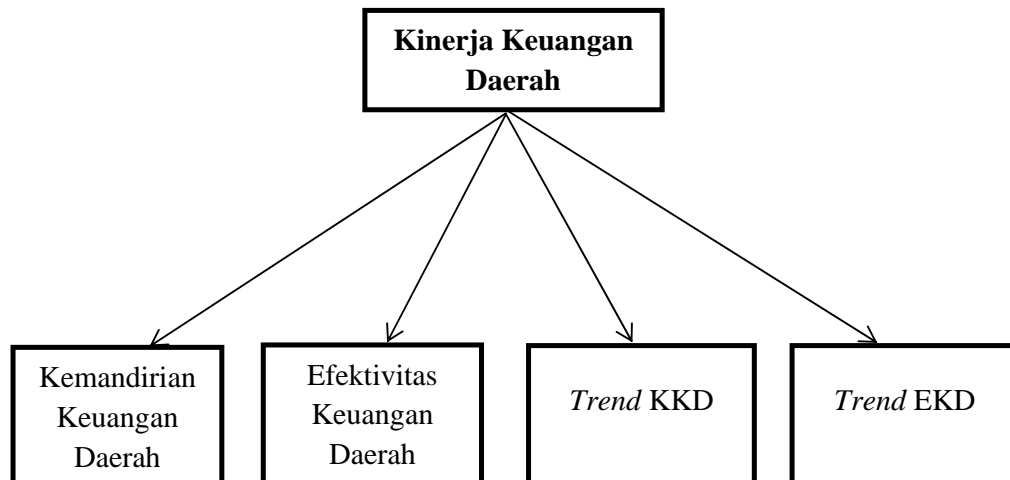 Kinerja Keuangan
Daerah
Kemandirian
Keuangan
Daerah
Efektivitas
Keuangan
Daerah
Trend KKD
Trend EKD